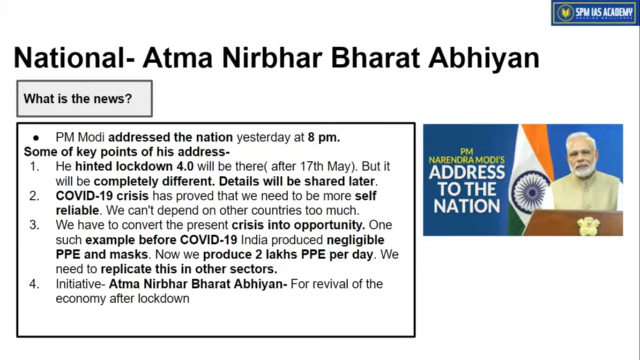 SPM IAS ACADEMY
SHARING BRILLIANCE
National- Atma Nirbhar Bharat Abhiyan
What is the news?
● PM Modi addressed the nation yesterday at 8 pm.
Some of key points of his address-
1. He hinted lockdown 4.0 will be there( after 17th May). But it
will be completely different. Details will be shared later.
2. COVID-19 crisis has proved that we need to be more self
reliable. We can't depend on other countries too much.
3. We have to convert the present crisis into opportunity. One
such example before COVID-19 India produced negligible
PPE and masks. Now we produce 2 lakhs PPE per day. We
need to replicate this in other sectors.
4. Initiative- Atma Nirbhar Bharat Abhiyan- For revival of the
economy after lockdown
PM
NARENDRA MODI'S
ADDRESS
TO THE
NATION